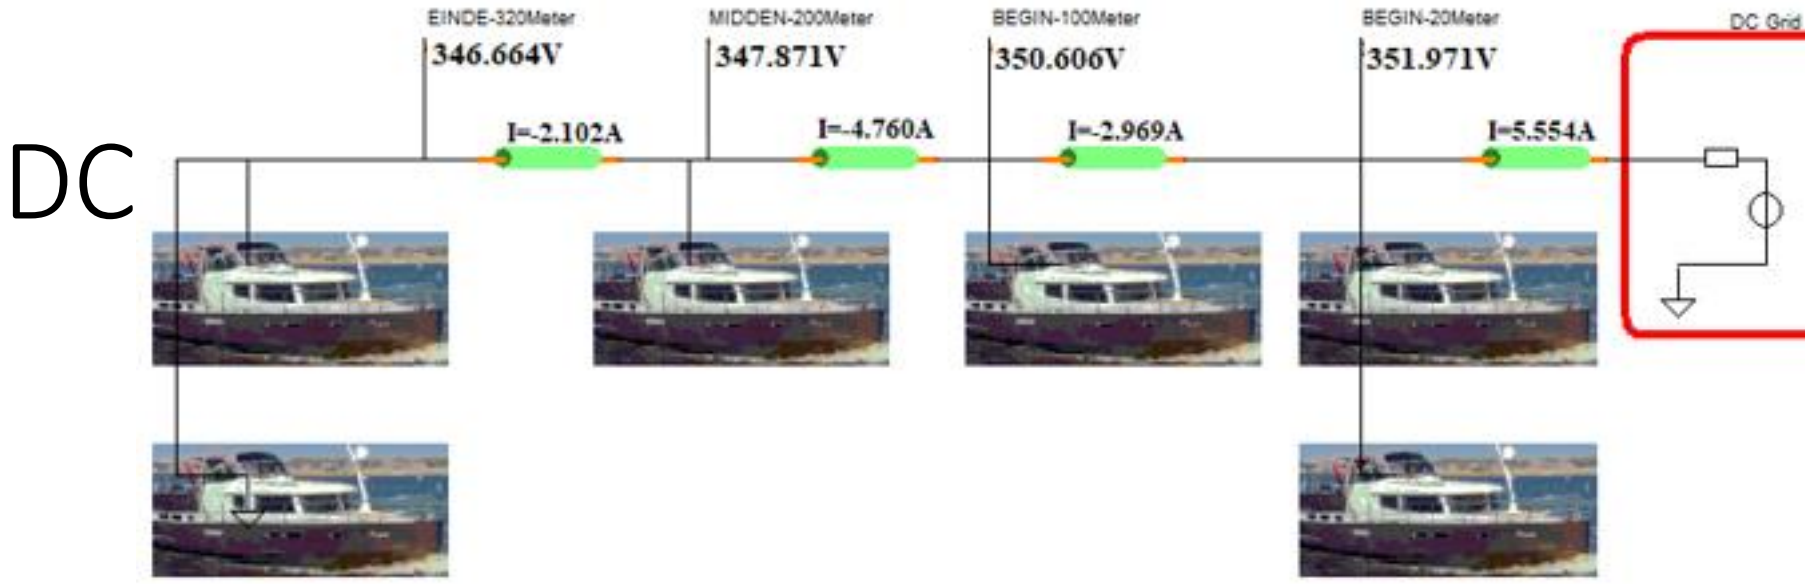 EINDE-320Meter
MIDDEN-200Meter
BEGIN-100Meter
BEGIN-20Meter
DC Grid
346.664V
347.871V
350.606V
351.971V
I=-2.102A
I=-4.760A
I=-2.969A
I=5.554A
DC